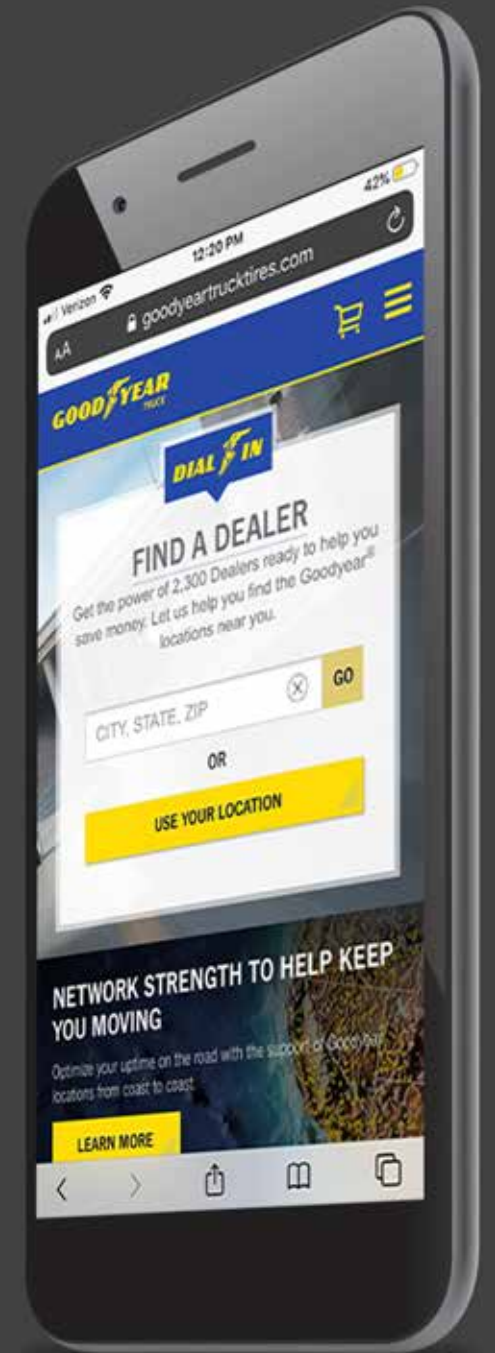 Verizon 12:20 PM 42%
AA goodyeartrucktires.com
GOODYEAR
TRUCK
DIAL IN
FIND A DEALER
Get the power of 2,300 Dealers ready to help you
save money. Let us help you find the Goodyear®
locations near you.
CITY, STATE, ZIP
GO
OR
USE YOUR LOCATION
NETWORK STRENGTH TO HELP KEEP
YOU MOVING
Optimize your uptime on the road with the support of Goodyear
locations from coast to coast.
LEARN MORE